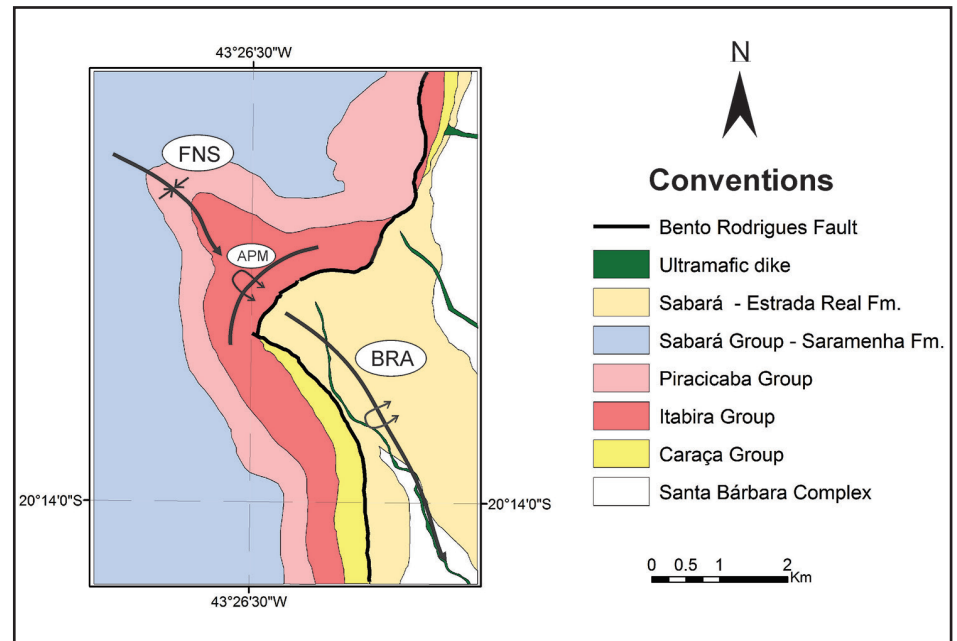 43°26'30"W
N
FNS
APM
BRA
20°14'0"S
20°14'0"S
43°26'30"W
Conventions
Bento Rodrigues Fault
Ultramafic dike
Sabará - Estrada Real Fm.
Sabará Group - Saramenha Fm.
Piracicaba Group
Itabira Group
Caraça Group
Santa Bárbara Complex
0 0.5 1 2
Km